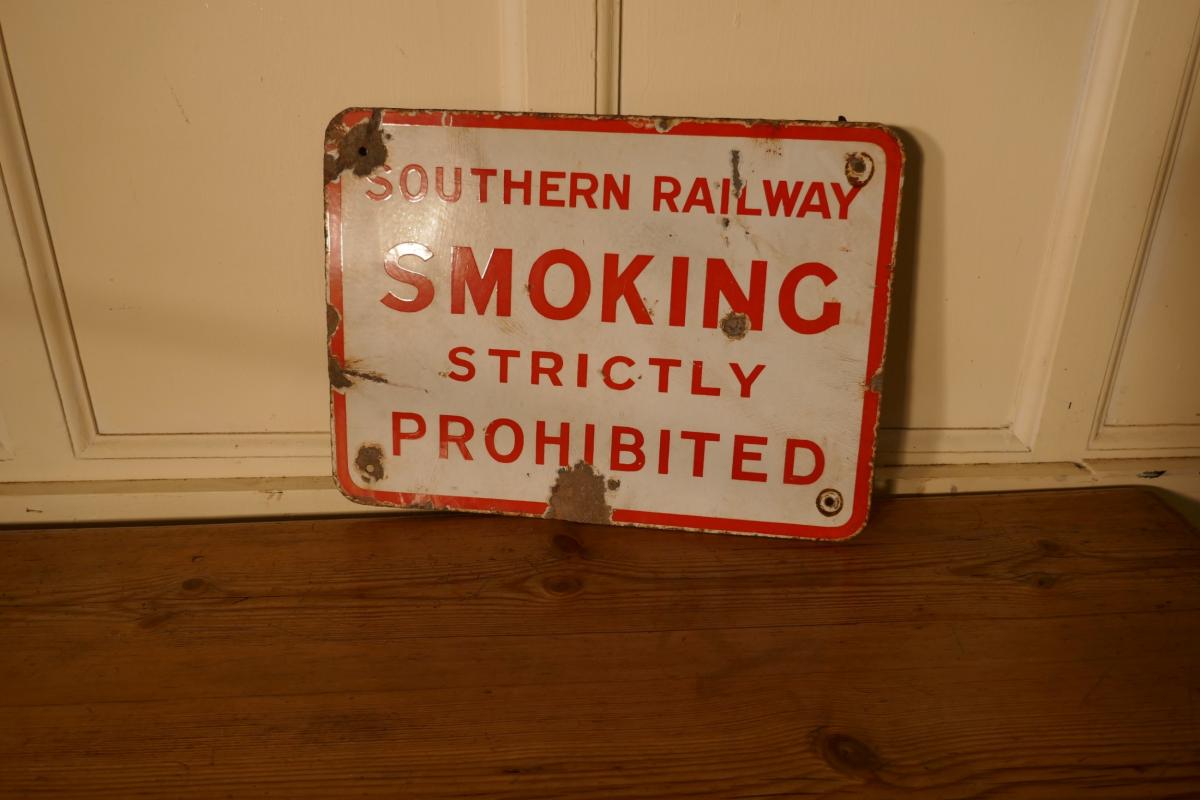 SOUTHERN RAILWAY
SMOKING
STRICTLY
PROHIBITED